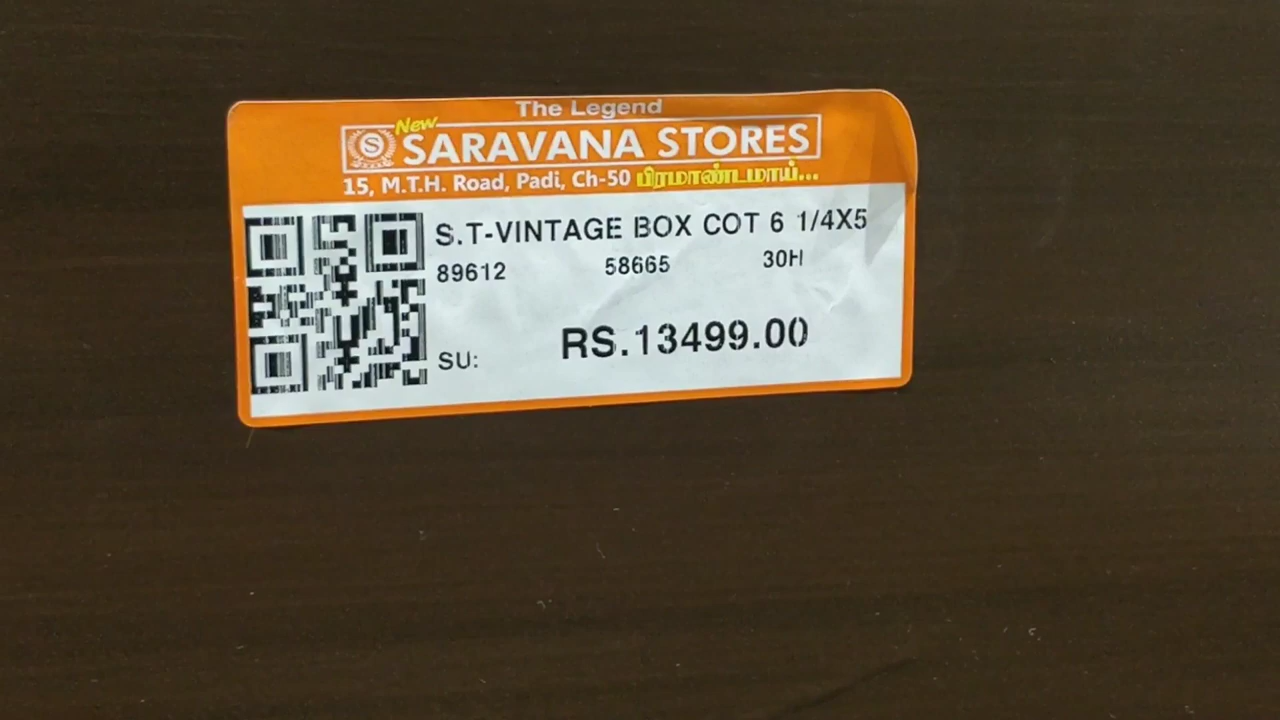 The Legend
New
S SARAVANA STORES
15, M.T.H. Road, Padi, Ch-50 பிரமாண்டமாய்...
S.T-VINTAGE BOX COT 6 1/4X5
89612 58665 30H
SU: RS.13499.00